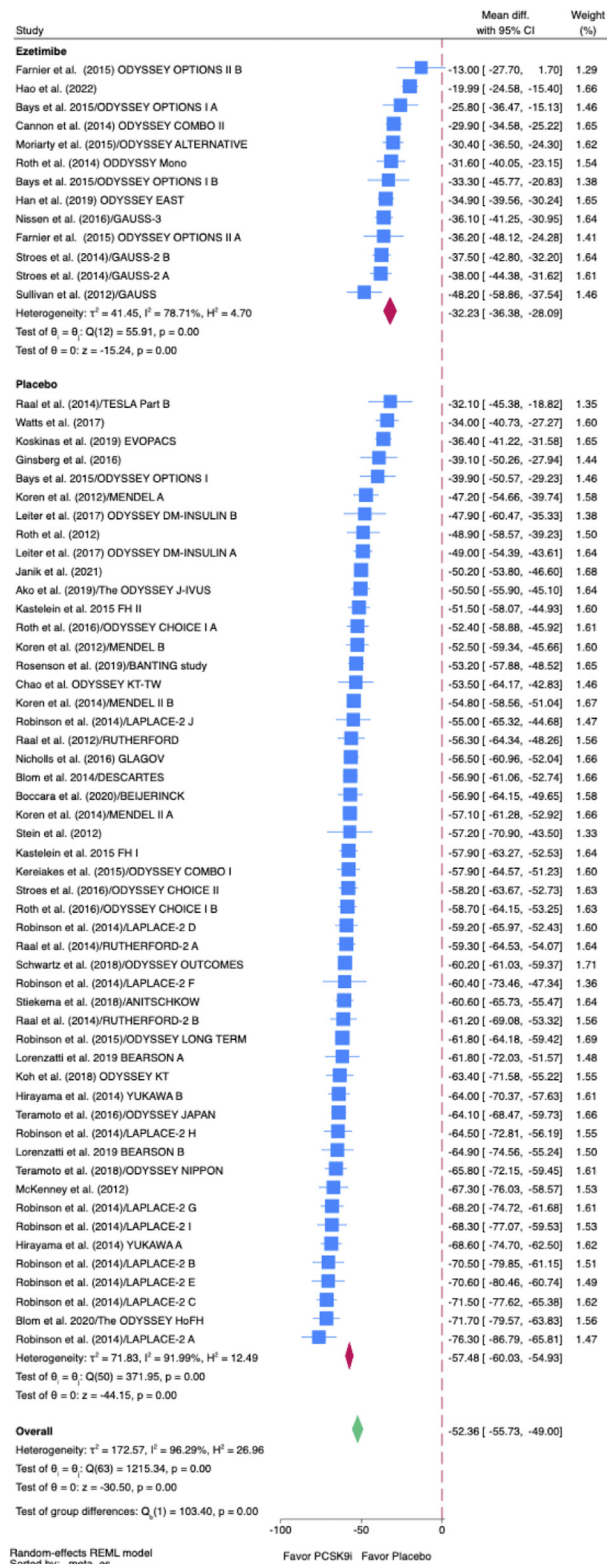 Mean diff. Weight
Study with 95% CI (%)
Ezetimibe
Farnier et al. (2015) ODYSSEY OPTIONS II B -13.00 [ -27.70, 1.70] 1.29
Hao et al. (2022) -19.99 [ -24.58, -15.40] 1.66
Bays et al. 2015/ODYSSEY OPTIONS I A -25.80 [ -36.47, -15.13] 1.46
Cannon et al. (2014) ODYSSEY COMBO II -29.90 [ -34.58, -25.22] 1.65
Moriarty et al. (2015)/ODYSSEY ALTERNATIVE -30.40 [ -36.50, -24.30] 1.62
Roth et al. (2014) ODDYSSY Mono -31.60 [ -40.05, -23.15] 1.54
Bays et al. 2015/ODYSSEY OPTIONS I B -33.30 [ -45.77, -20.83] 1.38
Han et al. (2019) ODYSSEY EAST -34.90 [ -39.56, -30.24] 1.65
Nissen et al. (2016)/GAUSS-3 -36.10 [ -41.25, -30.95] 1.64
Farnier et al. (2015) ODYSSEY OPTIONS II A -36.20 [ -48.12, -24.28] 1.41
Stroes et al. (2014)/GAUSS-2 B -37.50 [ -42.80, -32.20] 1.64
Stroes et al. (2014)/GAUSS-2 A -38.00 [ -44.38, -31.62] 1.61
Sullivan et al. (2012)/GAUSS -48.20 [ -58.86, -37.54] 1.46
Heterogeneity: τ² = 41.45, I² = 78.71%, H² = 4.70 -32.23 [ -36.38, -28.09]
Test of θᵢ = θⱼ: Q(12) = 55.91, p = 0.00
Test of θ = 0: z = -15.24, p = 0.00
Placebo
Raal et al. (2014)/TESLA Part B -32.10 [ -45.38, -18.82] 1.35
Watts et al. (2017) -34.00 [ -40.73, -27.27] 1.60
Koskinas et al. (2019) EVOPACS -36.40 [ -41.22, -31.58] 1.65
Ginsberg et al. (2016) -39.10 [ -50.26, -27.94] 1.44
Bays et al. 2015/ODYSSEY OPTIONS I -39.90 [ -50.57, -29.23] 1.46
Koren et al. (2012)/MENDEL A -47.20 [ -54.66, -39.74] 1.58
Leiter et al. (2017) ODYSSEY DM-INSULIN B -47.90 [ -60.47, -35.33] 1.38
Roth et al. (2012) -48.90 [ -58.57, -39.23] 1.50
Leiter et al. (2017) ODYSSEY DM-INSULIN A -49.00 [ -54.39, -43.61] 1.64
Janik et al. (2021) -50.20 [ -53.80, -46.60] 1.68
Ako et al. (2019)/The ODYSSEY J-IVUS -50.50 [ -55.90, -45.10] 1.64
Kastelein et al. 2015 FH II -51.50 [ -58.07, -44.93] 1.60
Roth et al. (2016)/ODYSSEY CHOICE I A -52.40 [ -58.88, -45.92] 1.61
Koren et al. (2012)/MENDEL B -52.50 [ -59.34, -45.66] 1.60
Rosenson et al. (2019)/BANTING study -53.20 [ -57.88, -48.52] 1.65
Chao et al. ODYSSEY KT-TW -53.50 [ -64.17, -42.83] 1.46
Koren et al. (2014)/MENDEL II B -54.80 [ -58.56, -51.04] 1.67
Robinson et al. (2014)/LAPLACE-2 J -55.00 [ -65.32, -44.68] 1.47
Raal et al. (2012)/RUTHERFORD -56.30 [ -64.34, -48.26] 1.56
Nicholls et al. (2016) GLAGOV -56.50 [ -60.96, -52.04] 1.66
Blom et al. 2014/DESCARTES -56.90 [ -61.06, -52.74] 1.66
Boccara et al. (2020)/BEIJERINCK -56.90 [ -64.15, -49.65] 1.58
Koren et al. (2014)/MENDEL II A -57.10 [ -61.28, -52.92] 1.66
Stein et al. (2012) -57.20 [ -70.90, -43.50] 1.33
Kastelein et al. 2015 FH I -57.90 [ -63.27, -52.53] 1.64
Kereiakes et al. (2015)/ODYSSEY COMBO I -57.90 [ -64.57, -51.23] 1.60
Stroes et al. (2016)/ODYSSEY CHOICE II -58.20 [ -63.67, -52.73] 1.63
Roth et al. (2016)/ODYSSEY CHOICE I B -58.70 [ -64.15, -53.25] 1.63
Robinson et al. (2014)/LAPLACE-2 D -59.20 [ -65.97, -52.43] 1.60
Raal et al. (2014)/RUTHERFORD-2 A -59.30 [ -64.53, -54.07] 1.64
Schwartz et al. (2018)/ODYSSEY OUTCOMES -60.20 [ -61.03, -59.37] 1.71
Robinson et al. (2014)/LAPLACE-2 F -60.40 [ -73.46, -47.34] 1.36
Stiekema et al. (2018)/ANITSCHKOW -60.60 [ -65.73, -55.47] 1.64
Raal et al. (2014)/RUTHERFORD-2 B -61.20 [ -69.08, -53.32] 1.56
Robinson et al. (2015)/ODYSSEY LONG TERM -61.80 [ -64.18, -59.42] 1.69
Lorenzatti et al. 2019 BEARSON A -61.80 [ -72.03, -51.57] 1.48
Koh et al. (2018) ODYSSEY KT -63.40 [ -71.58, -55.22] 1.55
Hirayama et al. (2014) YUKAWA B -64.00 [ -70.37, -57.63] 1.61
Teramoto et al. (2016)/ODYSSEY JAPAN -64.10 [ -68.47, -59.73] 1.66
Robinson et al. (2014)/LAPLACE-2 H -64.50 [ -72.81, -56.19] 1.55
Lorenzatti et al. 2019 BEARSON B -64.90 [ -74.56, -55.24] 1.50
Teramoto et al. (2018)/ODYSSEY NIPPON -65.80 [ -72.15, -59.45] 1.61
McKenney et al. (2012) -67.30 [ -76.03, -58.57] 1.53
Robinson et al. (2014)/LAPLACE-2 G -68.20 [ -74.72, -61.68] 1.61
Robinson et al. (2014)/LAPLACE-2 I -68.30 [ -77.07, -59.53] 1.53
Hirayama et al. (2014) YUKAWA A -68.60 [ -74.70, -62.50] 1.62
Robinson et al. (2014)/LAPLACE-2 B -70.50 [ -79.85, -61.15] 1.51
Robinson et al. (2014)/LAPLACE-2 E -70.60 [ -80.46, -60.74] 1.49
Robinson et al. (2014)/LAPLACE-2 C -71.50 [ -77.62, -65.38] 1.62
Blom et al. 2020/The ODYSSEY HoFH -71.70 [ -79.57, -63.83] 1.56
Robinson et al. (2014)/LAPLACE-2 A -76.30 [ -86.79, -65.81] 1.47
Heterogeneity: τ² = 71.83, I² = 91.99%, H² = 12.49 -57.48 [ -60.03, -54.93]
Test of θᵢ = θⱼ: Q(50) = 371.95, p = 0.00
Test of θ = 0: z = -44.15, p = 0.00
Overall -52.36 [ -55.73, -49.00]
Heterogeneity: τ² = 172.57, I² = 96.29%, H² = 26.96
Test of θᵢ = θⱼ: Q(63) = 1215.34, p = 0.00
Test of θ = 0: z = -30.50, p = 0.00
Test of group differences: Q_b(1) = 103.40, p = 0.00
-100 -50 0
Random-effects REML model Favor PCSK9i Favor Placebo
Sorted by: _meta_es